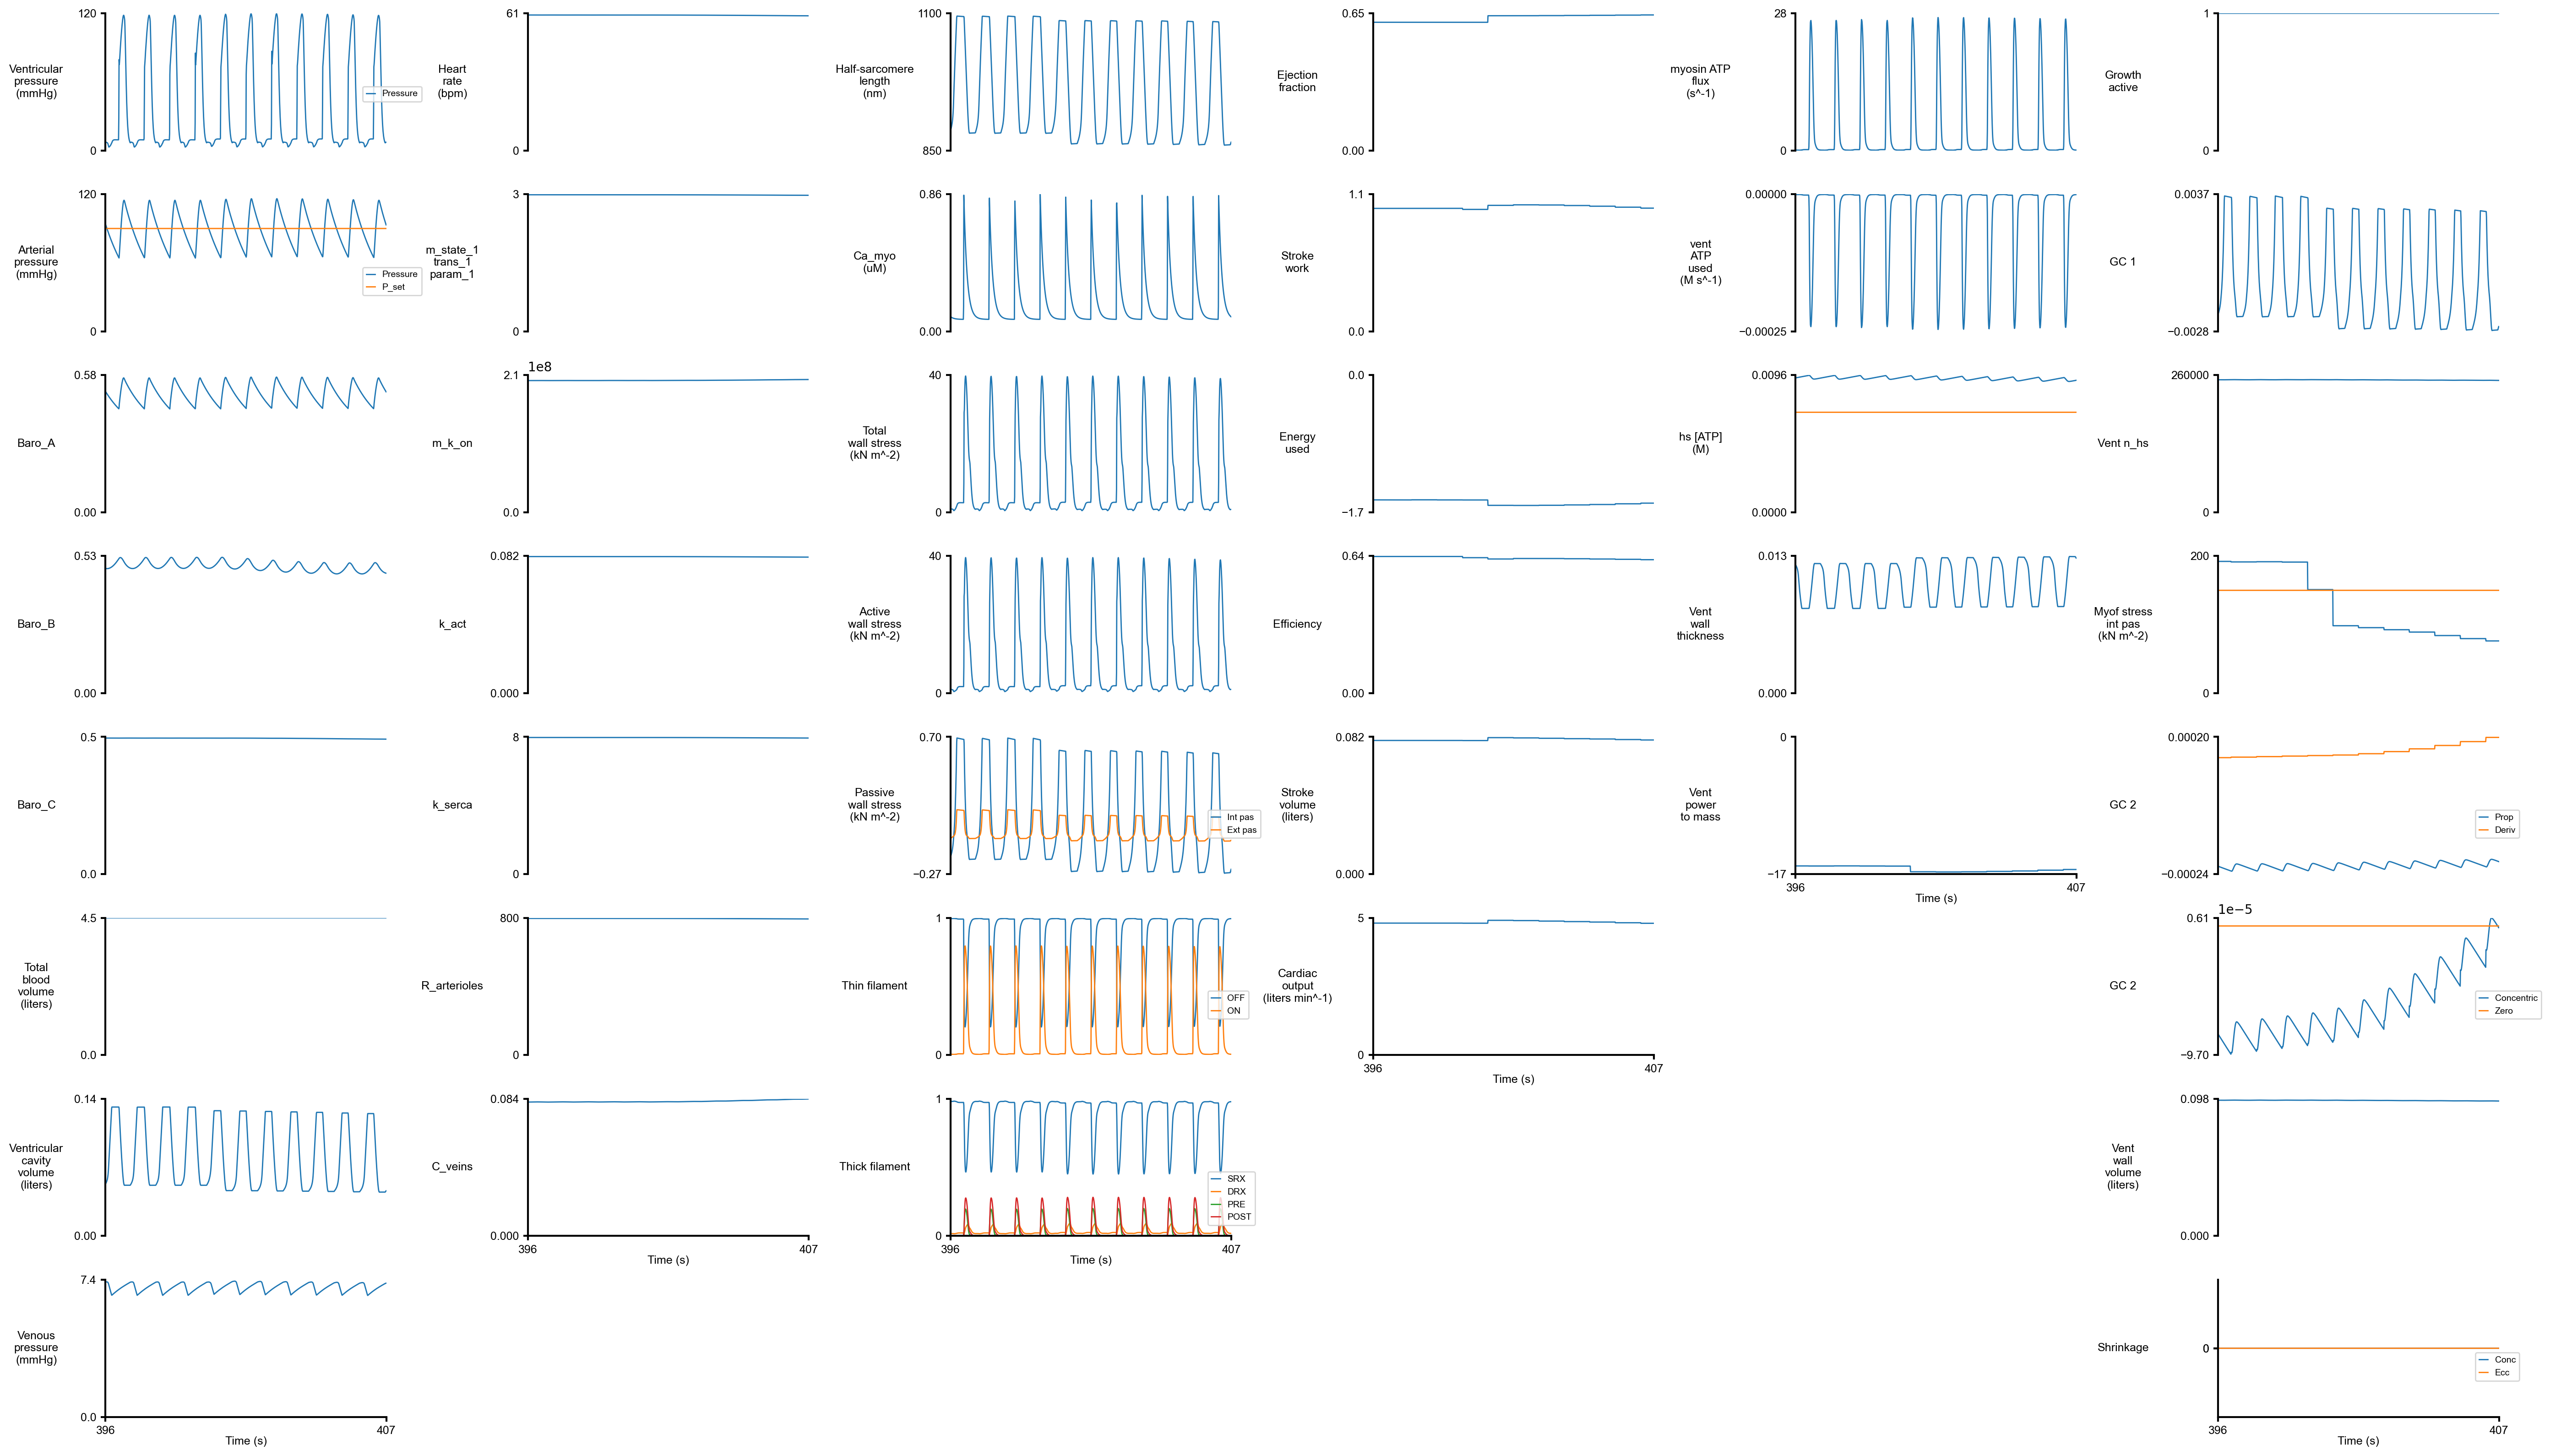 120
Ventricular
pressure
(mmHg)
Pressure
0
61
Heart
rate
(bpm)
0
1100
Half-sarcomere
length
(nm)
850
0.65
Ejection
fraction
0.00
28
myosin ATP
flux
(s^-1)
0
1
Growth
active
0
120
Arterial
pressure
(mmHg)
Pressure
P_set
0
3
m_state_1
trans_1
param_1
0
0.86
Ca_myo
(uM)
0.00
1.1
Stroke
work
0.0
0.00000
vent
ATP
used
(M s^-1)
−0.00025
0.0037
GC 1
−0.0028
0.58
Baro_A
0.00
1e8
2.1
m_k_on
0.0
40
Total
wall stress
(kN m^-2)
0
0.0
Energy
used
−1.7
0.0096
hs [ATP]
(M)
0.0000
260000
Vent n_hs
0
0.53
Baro_B
0.00
0.082
k_act
0.000
40
Active
wall stress
(kN m^-2)
0
0.64
Efficiency
0.00
0.013
Vent
wall
thickness
0.000
200
Myof stress
int pas
(kN m^-2)
0
0.5
Baro_C
0.0
8
k_serca
0
0.70
Passive
wall stress
(kN m^-2)
Int pas
Ext pas
−0.27
0.082
Stroke
volume
(liters)
0.000
0
Vent
power
to mass
−17
396
407
Time (s)
0.00020
GC 2
Prop
Deriv
−0.00024
4.5
Total
blood
volume
(liters)
0.0
800
R_arterioles
0
1
Thin filament
OFF
ON
0
5
Cardiac
output
(liters min^-1)
0
396
407
Time (s)
1e−5
0.61
GC 2
Concentric
Zero
−9.70
0.14
Ventricular
cavity
volume
(liters)
0.00
0.084
C_veins
0.000
396
407
Time (s)
1
Thick filament
SRX
DRX
PRE
POST
0
396
407
Time (s)
0.098
Vent
wall
volume
(liters)
0.000
7.4
Venous
pressure
(mmHg)
0.0
396
407
Time (s)
Shrinkage
0
Conc
Ecc
396
407
Time (s)